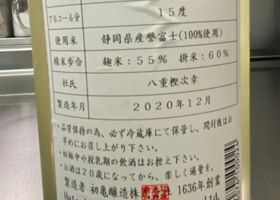 アルコール分 15度
使用米 静岡県産誉富士(100%使用)
精米歩合 麹米:55% 掛米:60%
杜氏 八重樫次幸
製造年月 2020年12月
・品質保持の為、必ず冷蔵庫にて保管し、開封後はお
早めにお召し上がり下さい。
・妊娠中や授乳期の飲酒はお控え下さい。
・お酒は20歳になってから。楽しく適量を。
製造者 初亀醸造株 1636年創業
Ltd.